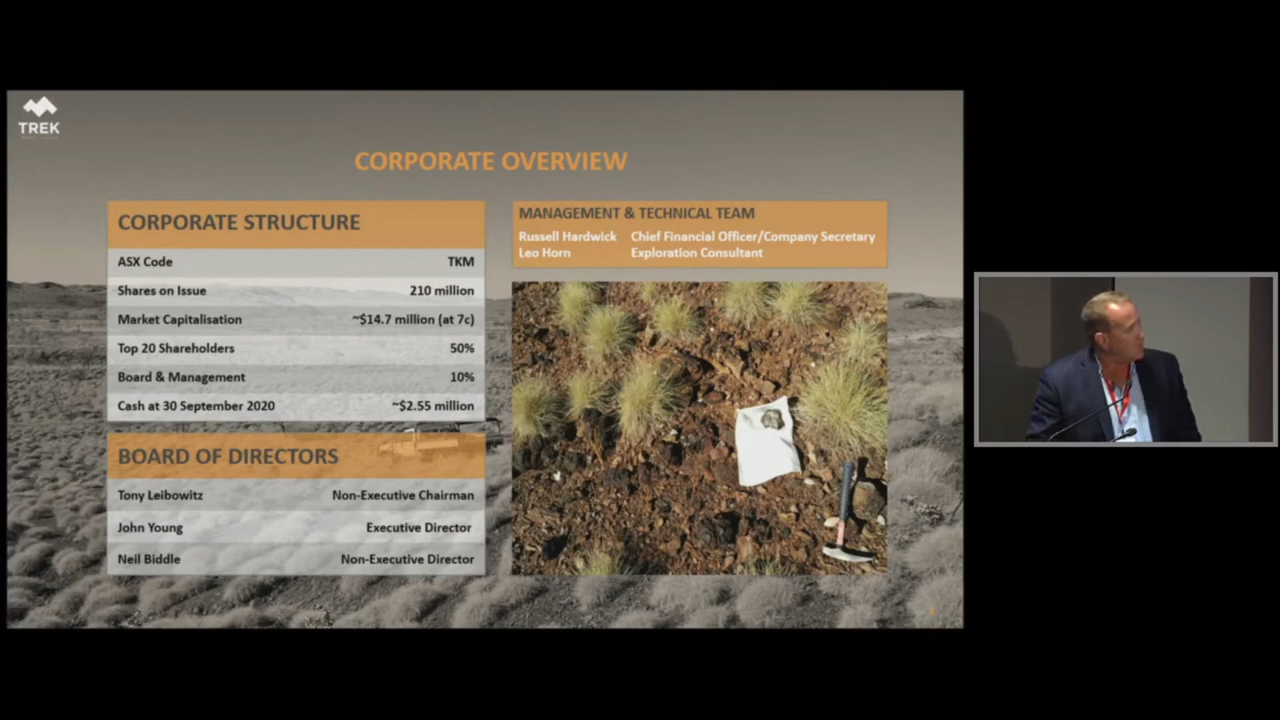 TREK
CORPORATE OVERVIEW
CORPORATE STRUCTURE
ASX Code TKM
Shares on Issue 210 million
Market Capitalisation ~$14.7 million (at 7c)
Top 20 Shareholders 50%
Board & Management 10%
Cash at 30 September 2020 ~$2.55 million
BOARD OF DIRECTORS
Tony Leibowitz Non-Executive Chairman
John Young Executive Director
Neil Biddle Non-Executive Director
MANAGEMENT & TECHNICAL TEAM
Russell Hardwick Chief Financial Officer/Company Secretary
Leo Horn Exploration Consultant